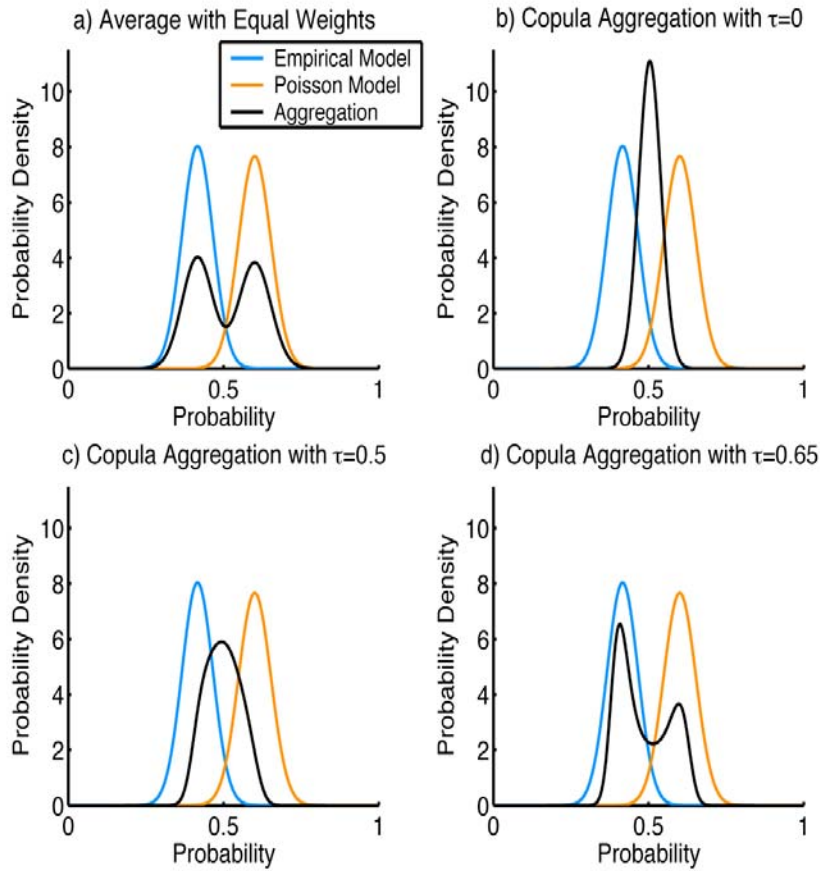 a) Average with Equal Weights
Empirical Model
Poisson Model
Aggregation
Probability Density
10
8
6
4
2
0
0
0.5
1
Probability
b) Copula Aggregation with τ=0
Probability Density
10
8
6
4
2
0
0
0.5
1
Probability
c) Copula Aggregation with τ=0.5
Probability Density
10
8
6
4
2
0
0
0.5
1
Probability
d) Copula Aggregation with τ=0.65
Probability Density
10
8
6
4
2
0
0
0.5
1
Probability